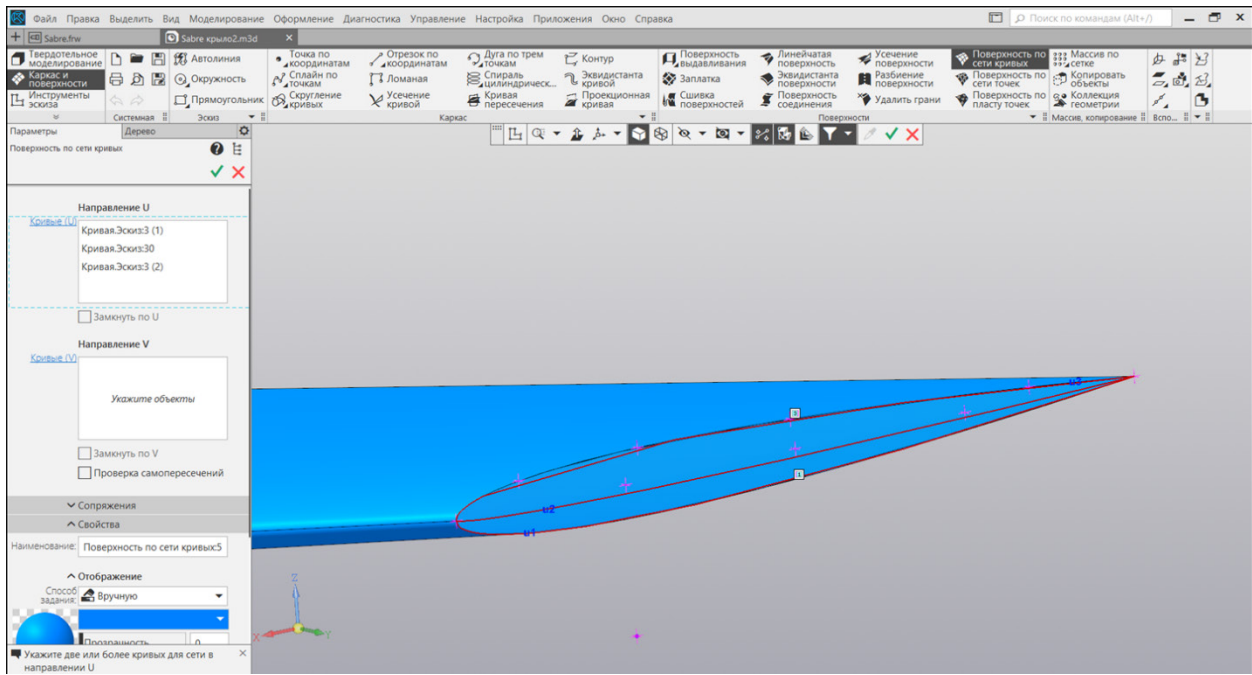 Файл Правка Выделить Вид Моделирование Оформление Диагностика Управление Настройка Приложения Окно Справка
Поиск по командам (Alt+/)
Sabre.frw
Sabre крыло2.m3d
Твердотельное моделирование
Каркас и поверхности
Инструменты эскиза
Системная
Автолиния
Окружность
Прямоугольник
Эскиз
Точка по координатам
Сплайн по точкам
Скругление кривых
Отрезок по координатам
Ломаная
Усечение кривой
Дуга по трем точкам
Спираль цилиндрическ...
Кривая пересечения
Контур
Эквидистанта кривой
Проекционная кривая
Каркас
Поверхность выдавливания
Заплатка
Сшивка поверхностей
Линейчатая поверхность
Эквидистанта поверхности
Поверхность соединения
Усечение поверхности
Разбиение поверхности
Удалить грани
Поверхность по сети кривых
Поверхность по сети точек
Поверхность по пласту точек
Поверхности
Массив по сетке
Копировать объекты
Коллекция геометрии
Массив, копирование
Вспо...
Параметры
Дерево
Поверхность по сети кривых
Направление U
Кривые (U)
Кривая.Эскиз:3 (1)
Кривая.Эскиз:30
Кривая.Эскиз:3 (2)
Замкнуть по U
Направление V
Кривые (V)
Укажите объекты
Замкнуть по V
Проверка самопересечений
Сопряжения
Свойства
Наименование: Поверхность по сети кривых:5
Отображение
Способ задания: Вручную
Прозрачность 0
Укажите две или более кривых для сети в
направлении U
u3
u2
u1
1
Z
X
Y